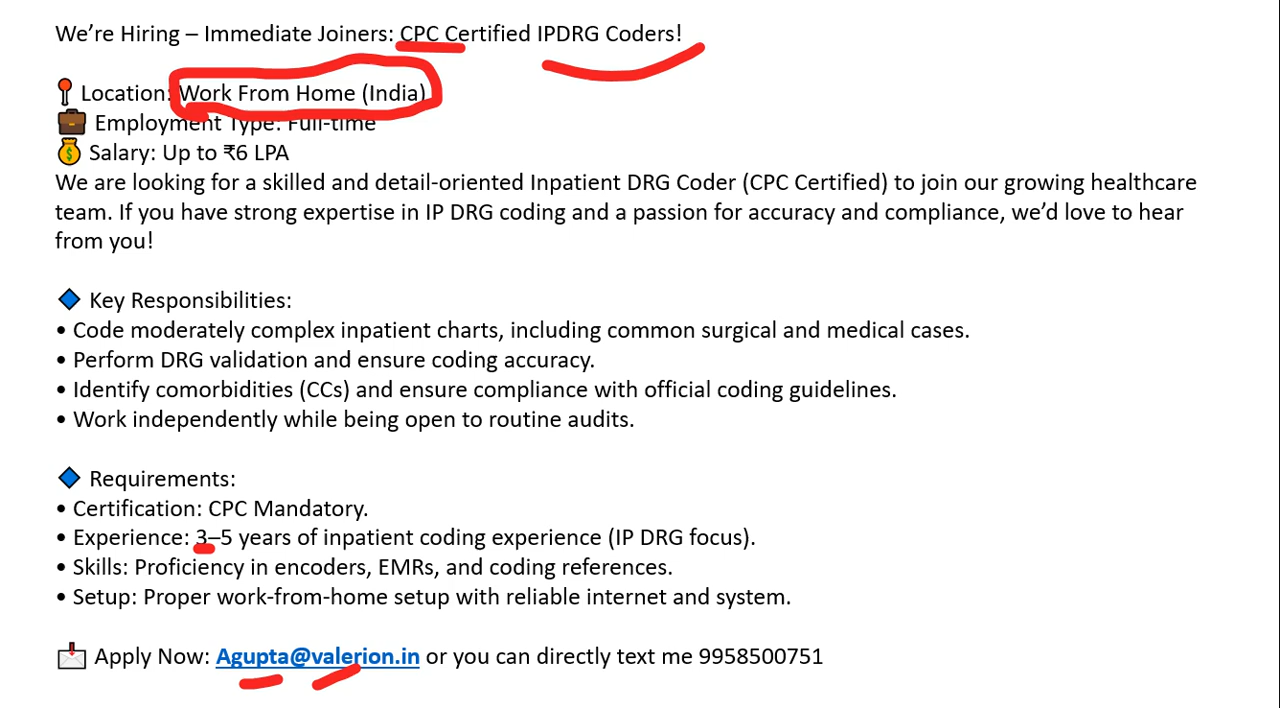 We're Hiring – Immediate Joiners: CPC Certified IPDRG Coders!
📍 Location: Work From Home (India)
💼 Employment Type: Full-time
💰 Salary: Up to ₹6 LPA
We are looking for a skilled and detail-oriented Inpatient DRG Coder (CPC Certified) to join our growing healthcare
team. If you have strong expertise in IP DRG coding and a passion for accuracy and compliance, we'd love to hear
from you!
🔷 Key Responsibilities:
• Code moderately complex inpatient charts, including common surgical and medical cases.
• Perform DRG validation and ensure coding accuracy.
• Identify comorbidities (CCs) and ensure compliance with official coding guidelines.
• Work independently while being open to routine audits.
🔷 Requirements:
• Certification: CPC Mandatory.
• Experience: 3–5 years of inpatient coding experience (IP DRG focus).
• Skills: Proficiency in encoders, EMRs, and coding references.
• Setup: Proper work-from-home setup with reliable internet and system.
📩 Apply Now: Agupta@valerion.in or you can directly text me 9958500751